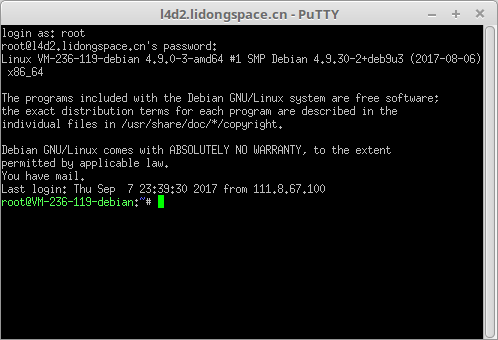 l4d2.lidongspace.cn - PuTTY
login as: root
root@l4d2.lidongspace.cn's password:
Linux VM-236-119-debian 4.9.0-3-amd64 #1 SMP Debian 4.9.30-2+deb9u3 (2017-08-06)
 x86_64
The programs included with the Debian GNU/Linux system are free software;
the exact distribution terms for each program are described in the
individual files in /usr/share/doc/*/copyright.
Debian GNU/Linux comes with ABSOLUTELY NO WARRANTY, to the extent
permitted by applicable law.
You have mail.
Last login: Thu Sep  7 23:39:30 2017 from 111.8.67.100
root@VM-236-119-debian:~#